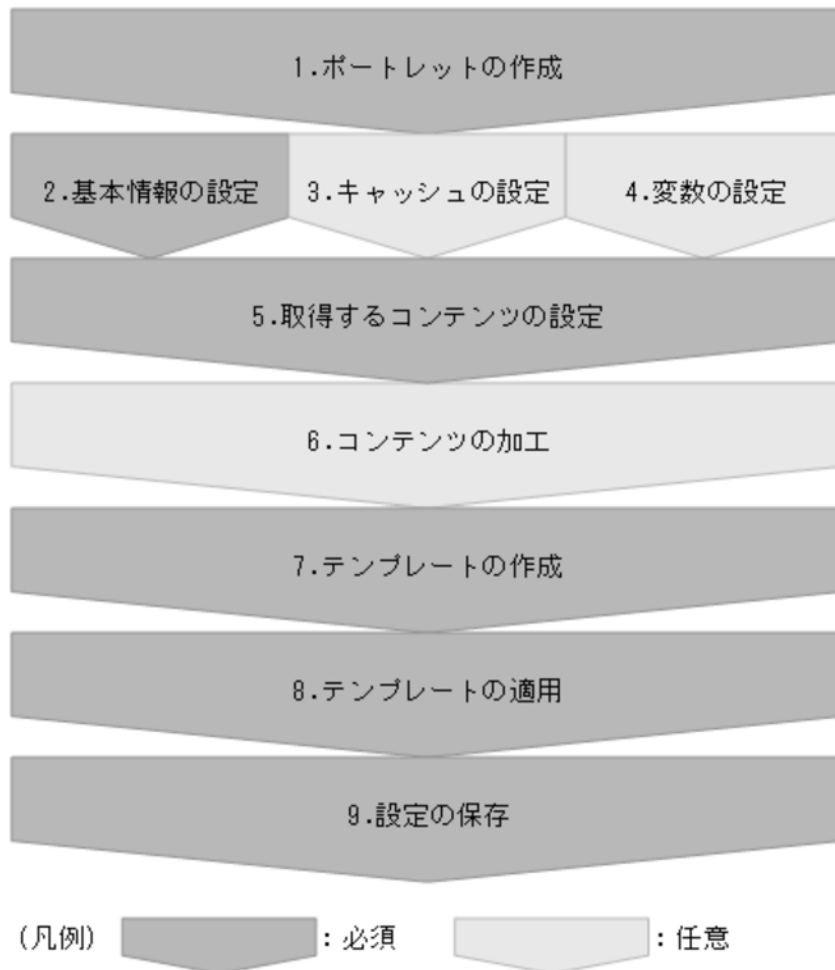 1.ポートレットの作成
2.基本情報の設定 3.キャッシュの設定 4.変数の設定
5.取得するコンテンツの設定
6.コンテンツの加工
7.テンプレートの作成
8.テンプレートの適用
9.設定の保存
(凡例) :必須 :任意